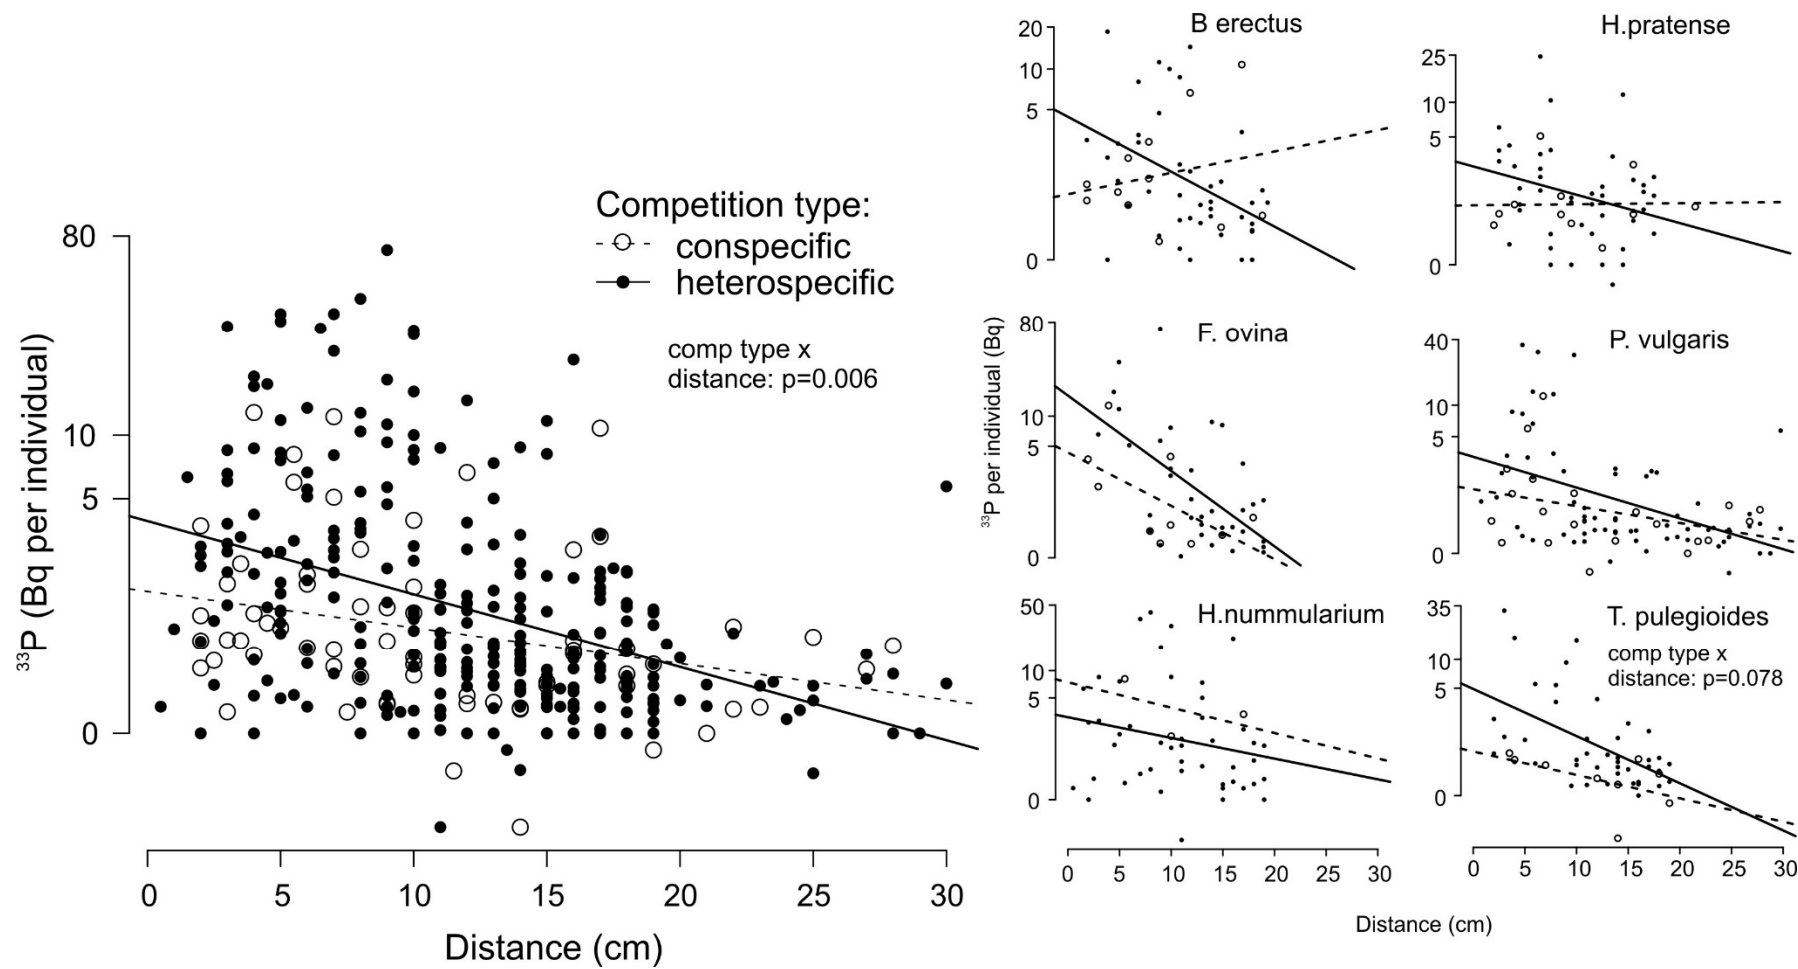 80
10
5
0
³³P (Bq per individual)
Competition type:
conspecific
heterospecific
comp type x
distance: p=0.006
0 5 10 15 20 25 30
Distance (cm)
³³P per individual (Bq)
B erectus
20
10
5
0
H.pratense
25
10
5
0
F. ovina
80
10
5
0
P. vulgaris
40
10
5
0
H.nummularium
50
10
5
0
0 5 10 15 20 25 30
T. pulegioides
comp type x
distance: p=0.078
35
10
5
0
0 5 10 15 20 25 30
Distance (cm)